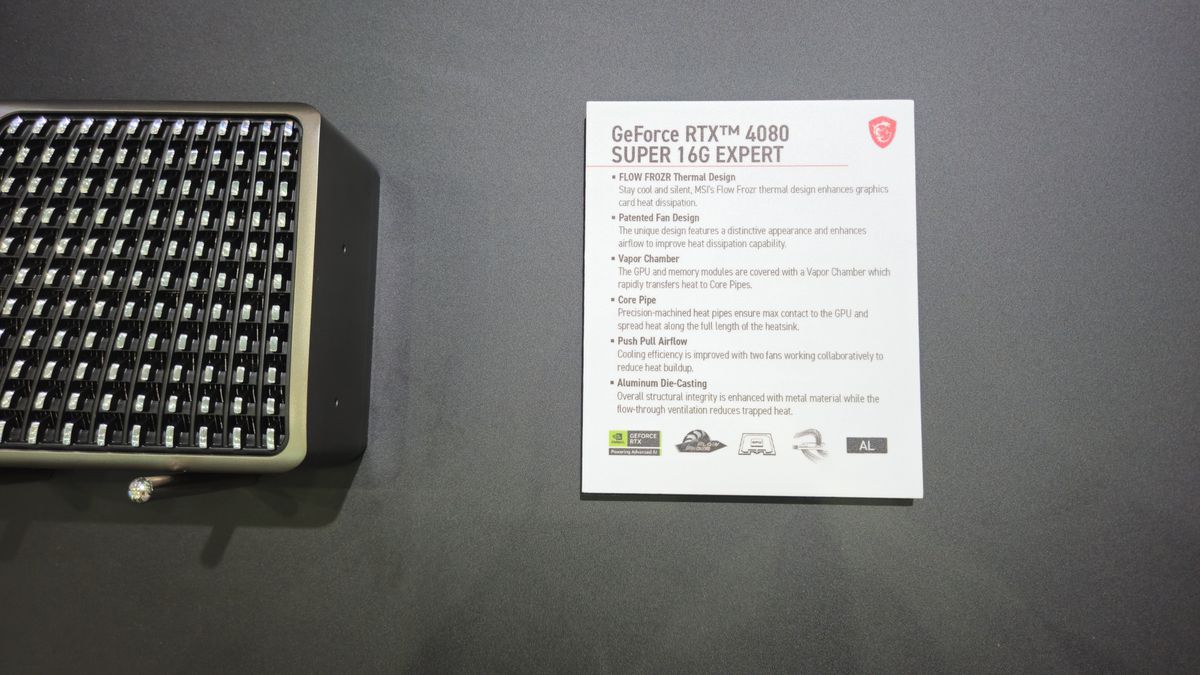 GeForce RTX™ 4080
SUPER 16G EXPERT
▪ FLOW FROZR Thermal Design
Stay cool and silent, MSI's Flow Frozr thermal design enhances graphics
card heat dissipation.
▪ Patented Fan Design
The unique design features a distinctive appearance and enhances
airflow to improve heat dissipation capability.
▪ Vapor Chamber
The GPU and memory modules are covered with a Vapor Chamber which
rapidly transfers heat to Core Pipes.
▪ Core Pipe
Precision-machined heat pipes ensure max contact to the GPU and
spread heat along the full length of the heatsink.
▪ Push Pull Airflow
Cooling efficiency is improved with two fans working collaboratively to
reduce heat buildup.
▪ Aluminum Die-Casting
Overall structural integrity is enhanced with metal material while the
flow-through ventilation reduces trapped heat.
GEFORCE
RTX
Powering Advanced AI
FLOW
FROZR
AL